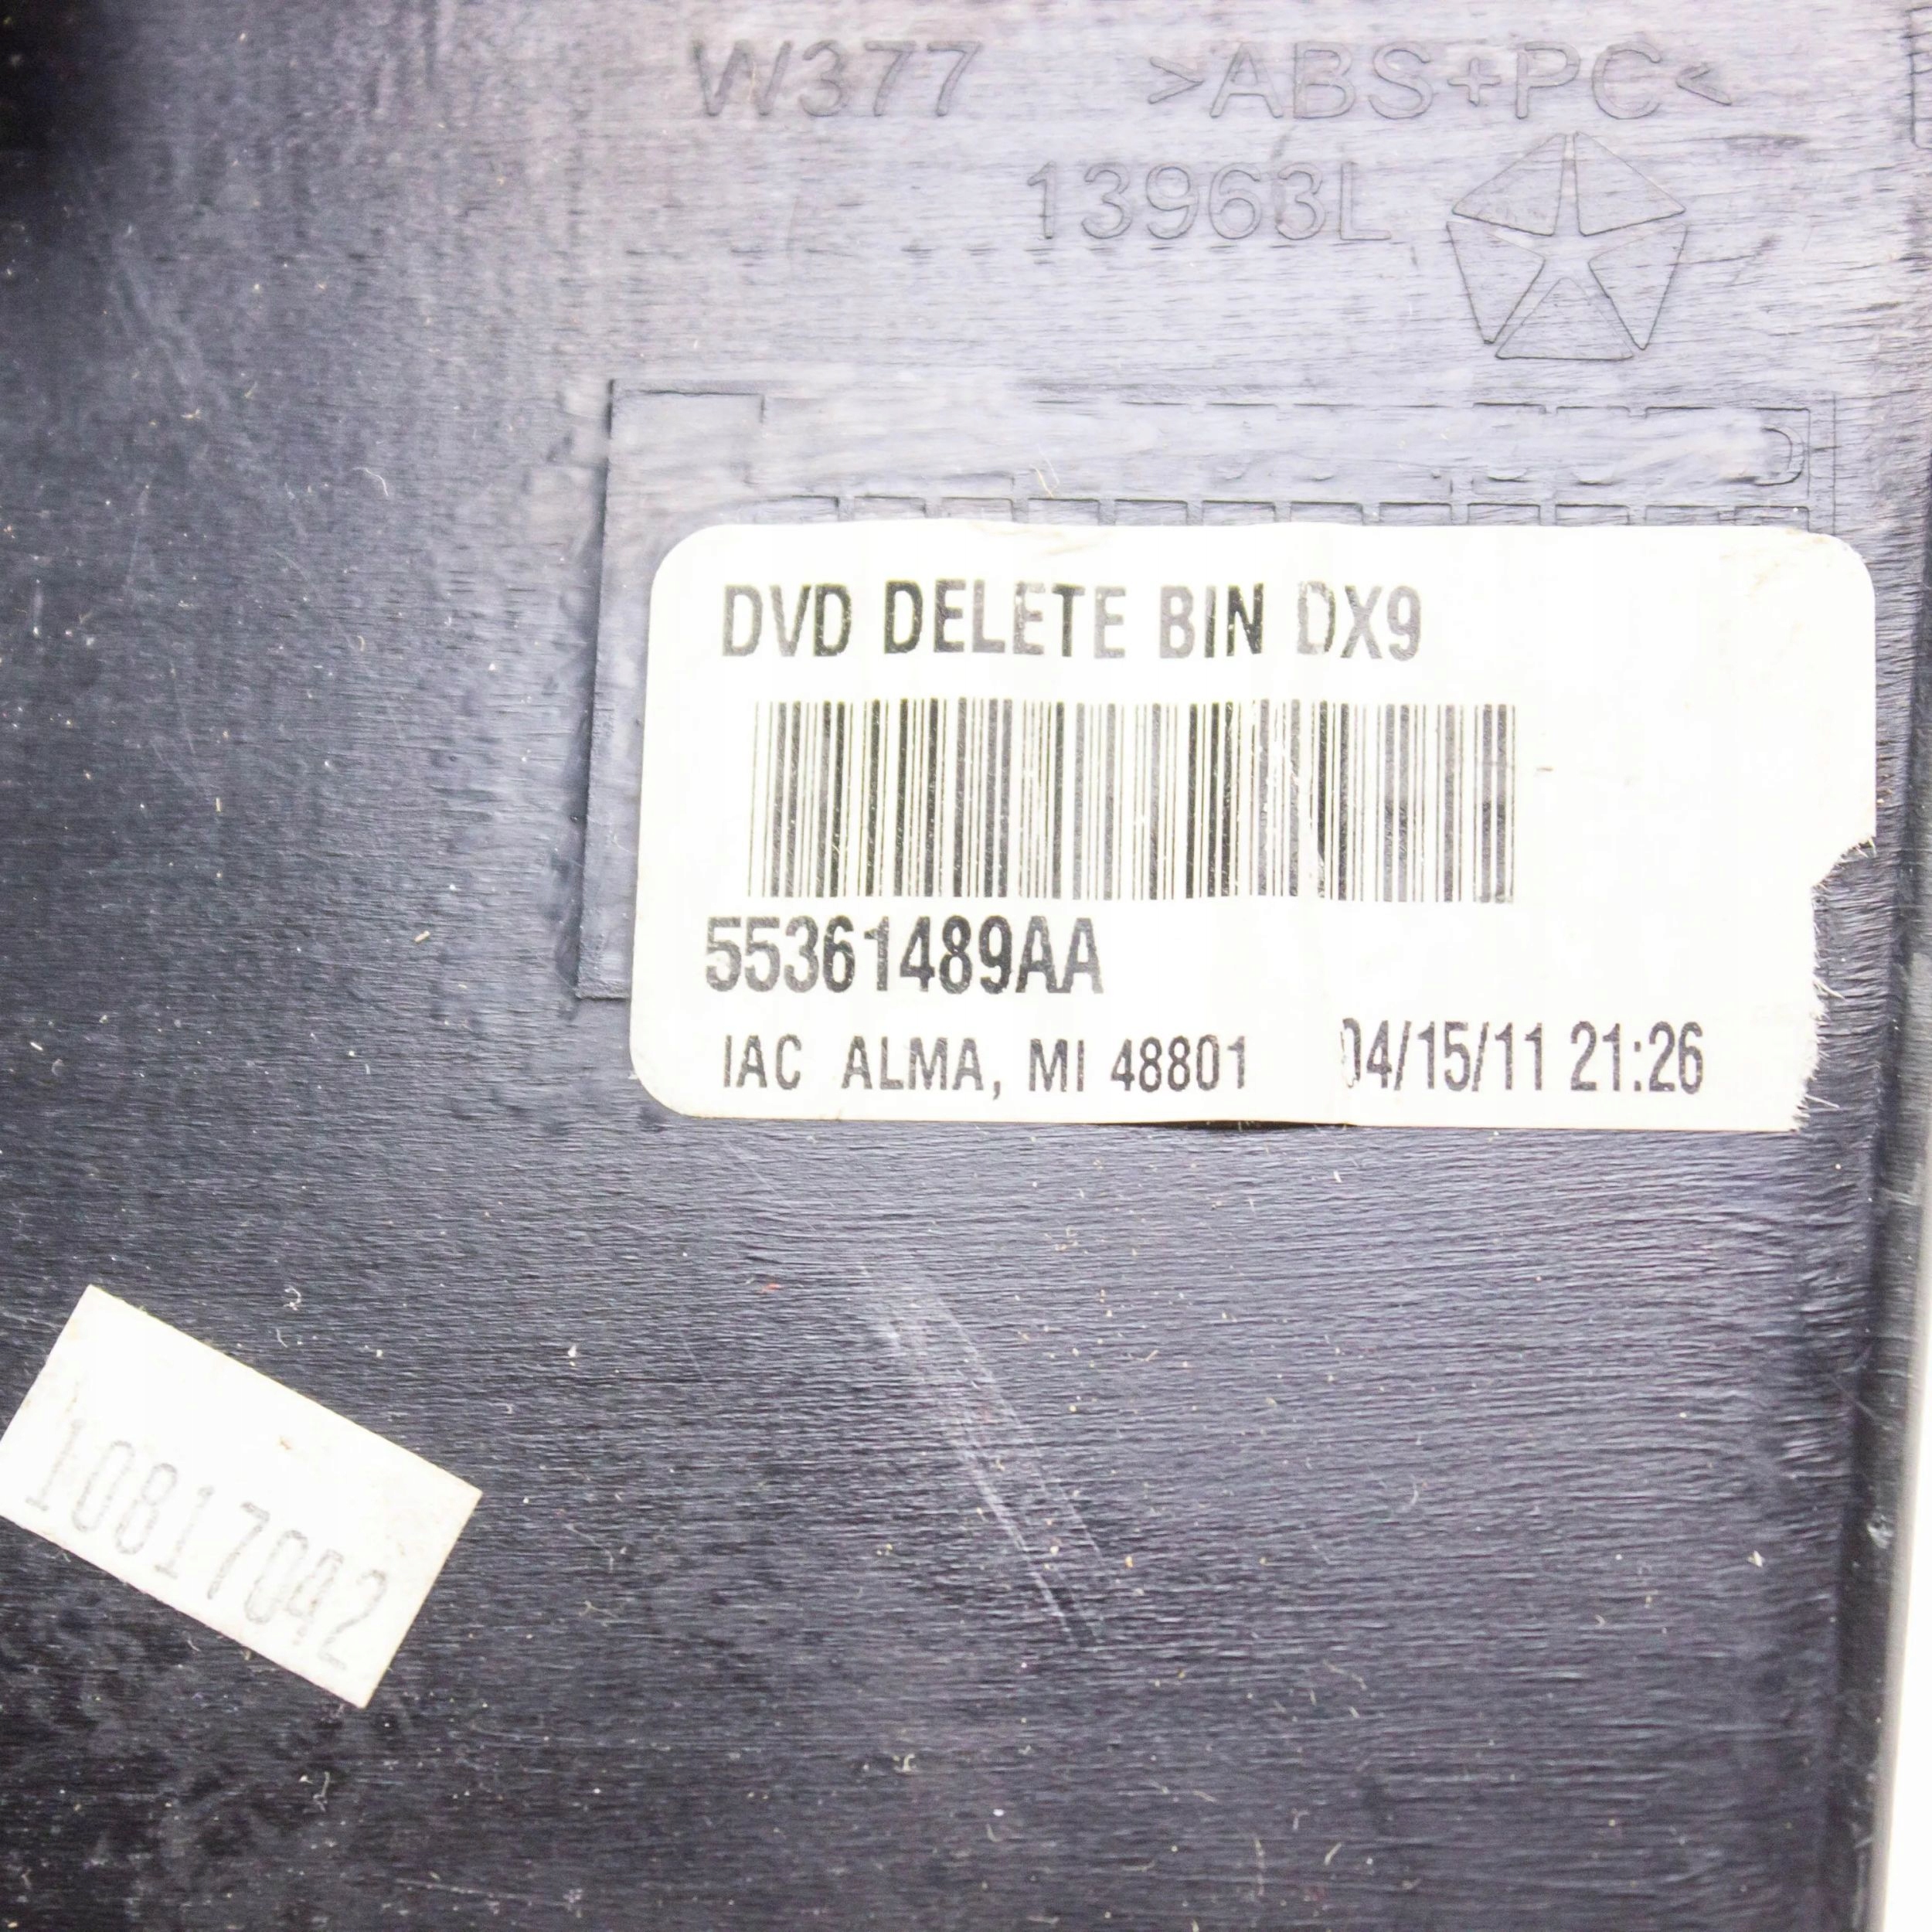 W377 >ABS+PC<
13963L
DVD DELETE BIN DX9
55361489AA
IAC ALMA, MI 48801 04/15/11 21:26
10817042